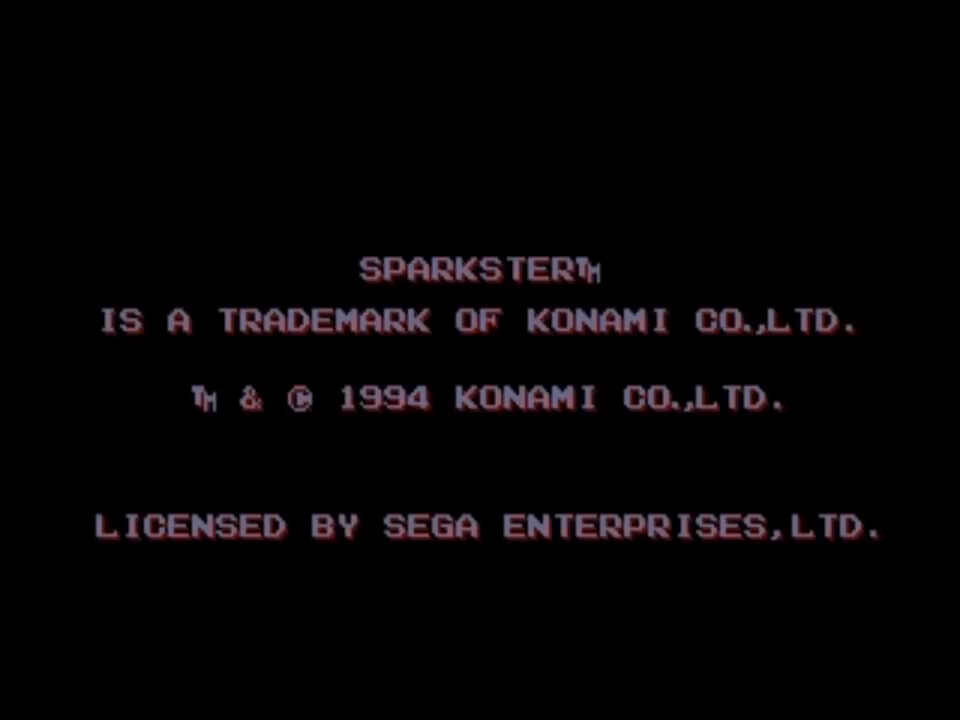 SPARKSTER™
IS A TRADEMARK OF KONAMI CO.,LTD.
™ & © 1994 KONAMI CO.,LTD.
LICENSED BY SEGA ENTERPRISES,LTD.